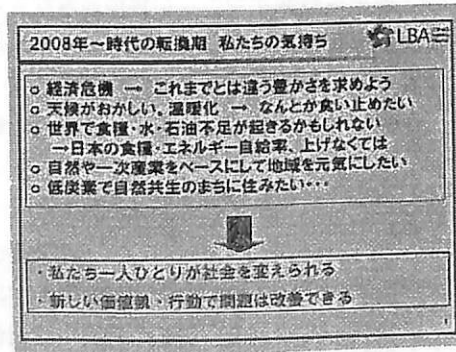 2008年～時代の転換期 私たちの気持ち
LBA
○ 経済危機 → これまでとは違う豊かさを求めよう
○ 天候がおかしい、温暖化 → なんとか食い止めたい
○ 世界で食糧・水・石油不足が起きるかもしれない
→日本の食糧・エネルギー自給率、上げなくては
○ 自然や一次産業をベースにして地域を元気にしたい
○ 低炭素で自然共生のまちに住みたい・・・
・私たち一人ひとりが社会を変えられる
・新しい価値観・行動で問題は改善できる